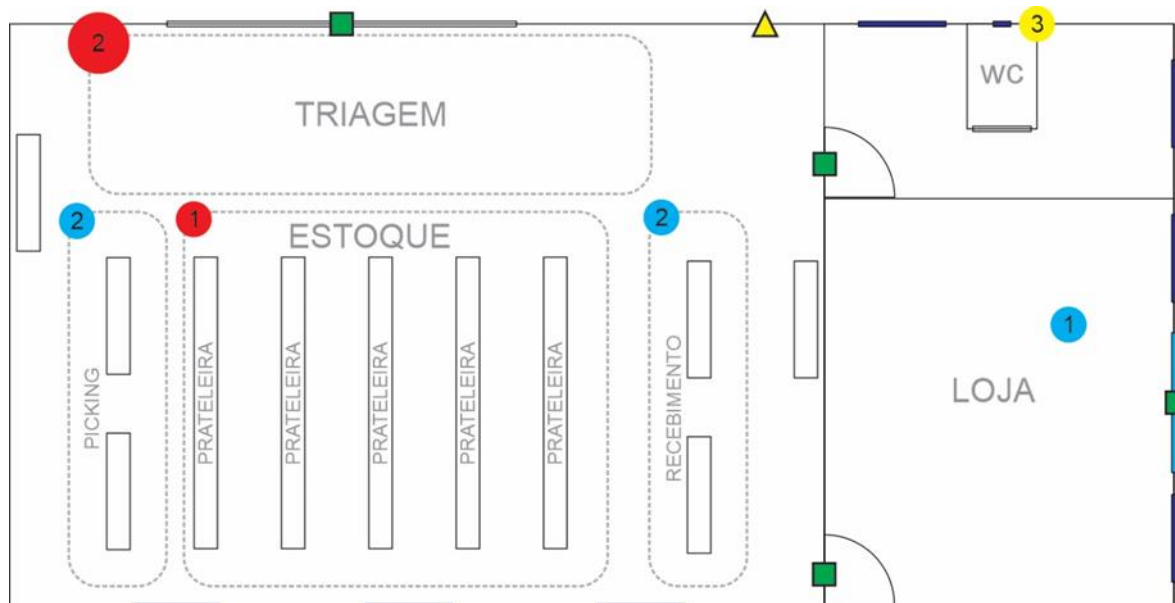 2
3
WC
TRIAGEM
2
1
ESTOQUE
2
PICKING
PRATELEIRA
PRATELEIRA
PRATELEIRA
PRATELEIRA
PRATELEIRA
RECEBIMENTO
1
LOJA